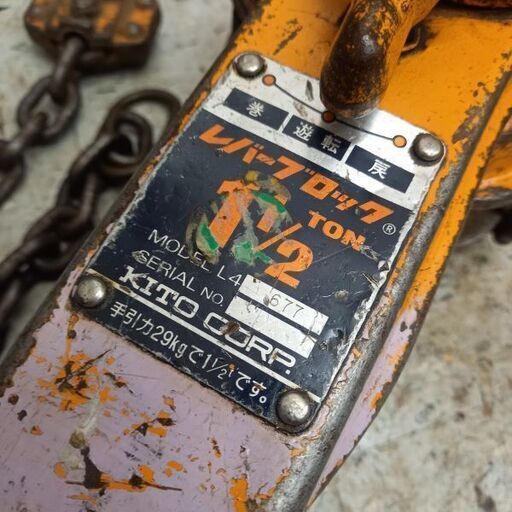 巻 遊転 戻
レバーブロック®
1 1/2 TON
MODEL L4
SERIAL NO. 677
KITO CORP.
手引力29kgで1 1/2tです。